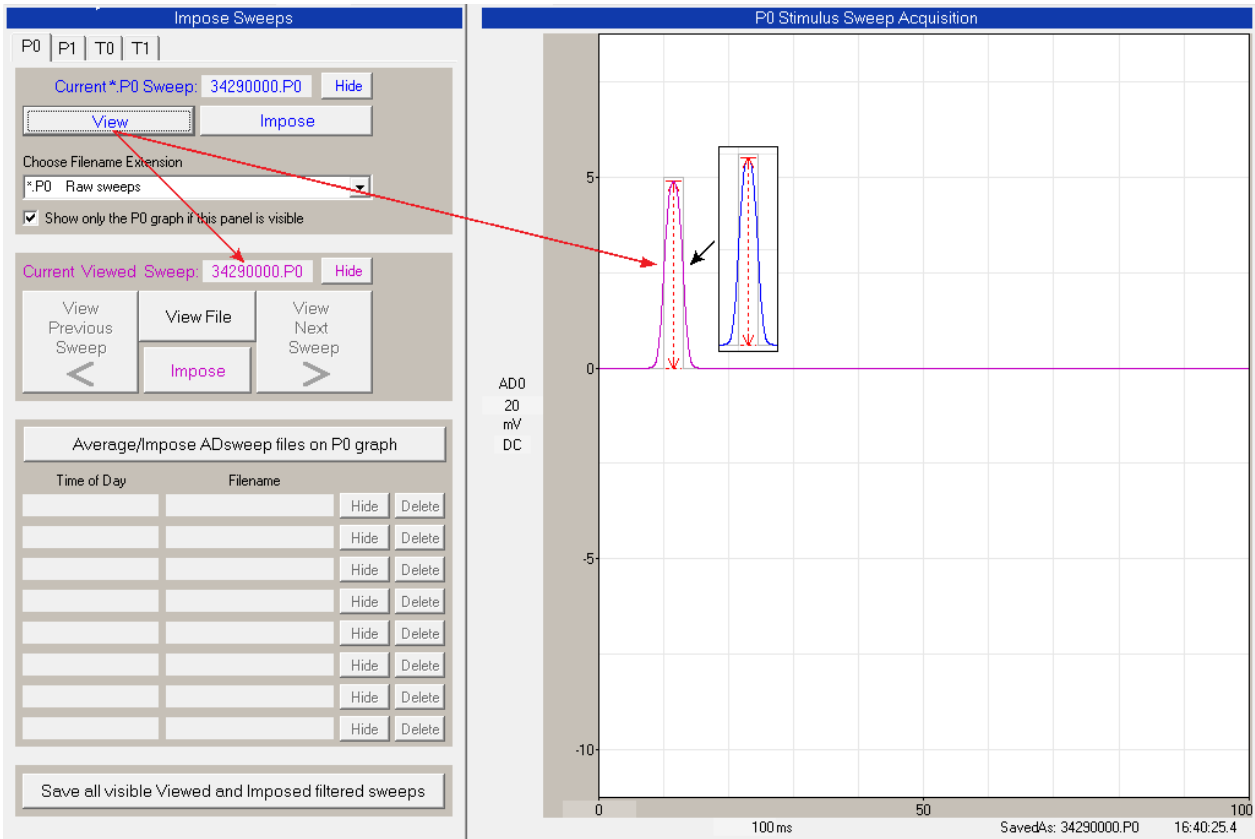 Impose Sweeps
P0 P1 T0 T1
Current *.P0 Sweep: 34290000.P0 Hide
View Impose
Choose Filename Extension
*.P0 Raw sweeps
Show only the P0 graph if this panel is visible
Current Viewed Sweep: 34290000.P0 Hide
View
Previous
Sweep
<
View File
Impose
View
Next
Sweep
>
Average/Impose ADsweep files on P0 graph
Time of Day Filename
Hide Delete
Hide Delete
Hide Delete
Hide Delete
Hide Delete
Hide Delete
Hide Delete
Hide Delete
Save all visible Viewed and Imposed filtered sweeps
P0 Stimulus Sweep Acquisition
5
0
-5
-10
AD0
20
mV
DC
0 50 100
100 ms SavedAs: 34290000.P0 16:40:25.4